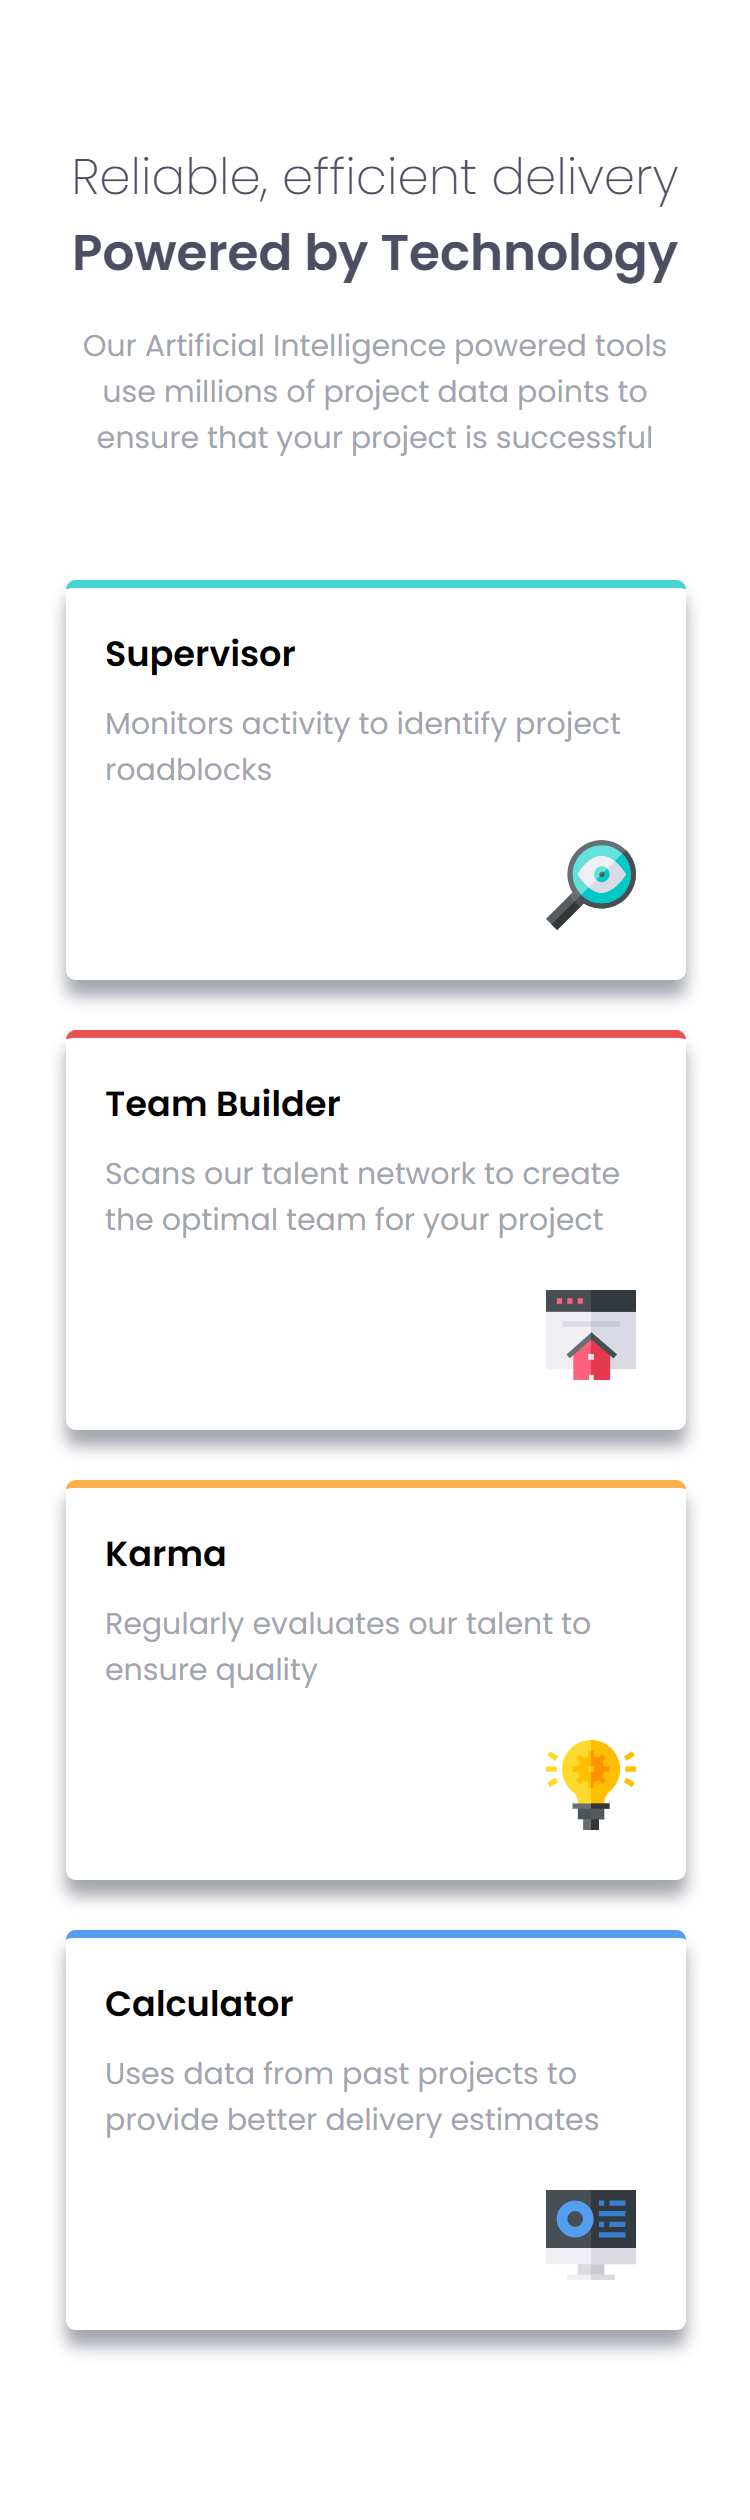 Reliable, efficient delivery
Powered by Technology
Our Artificial Intelligence powered tools
use millions of project data points to
ensure that your project is successful
Supervisor
Monitors activity to identify project
roadblocks
Team Builder
Scans our talent network to create
the optimal team for your project
Karma
Regularly evaluates our talent to
ensure quality
Calculator
Uses data from past projects to
provide better delivery estimates